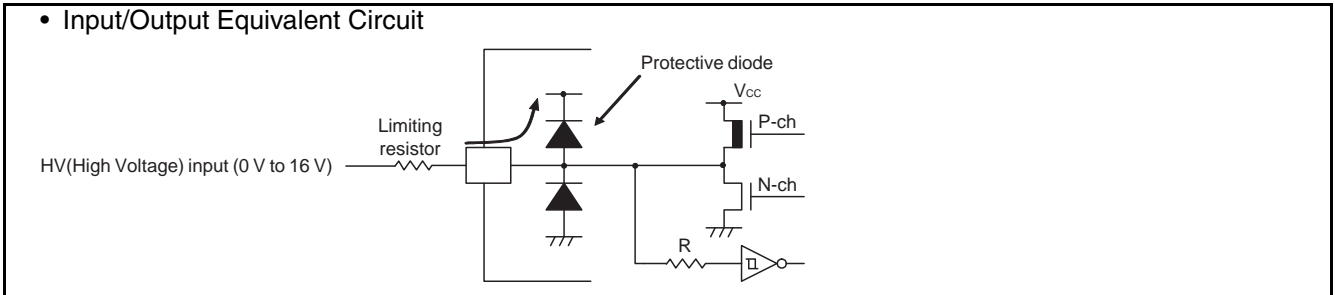 • Input/Output Equivalent Circuit
Protective diode
Vcc
P-ch
Limiting
resistor
HV(High Voltage) input (0 V to 16 V)
N-ch
R